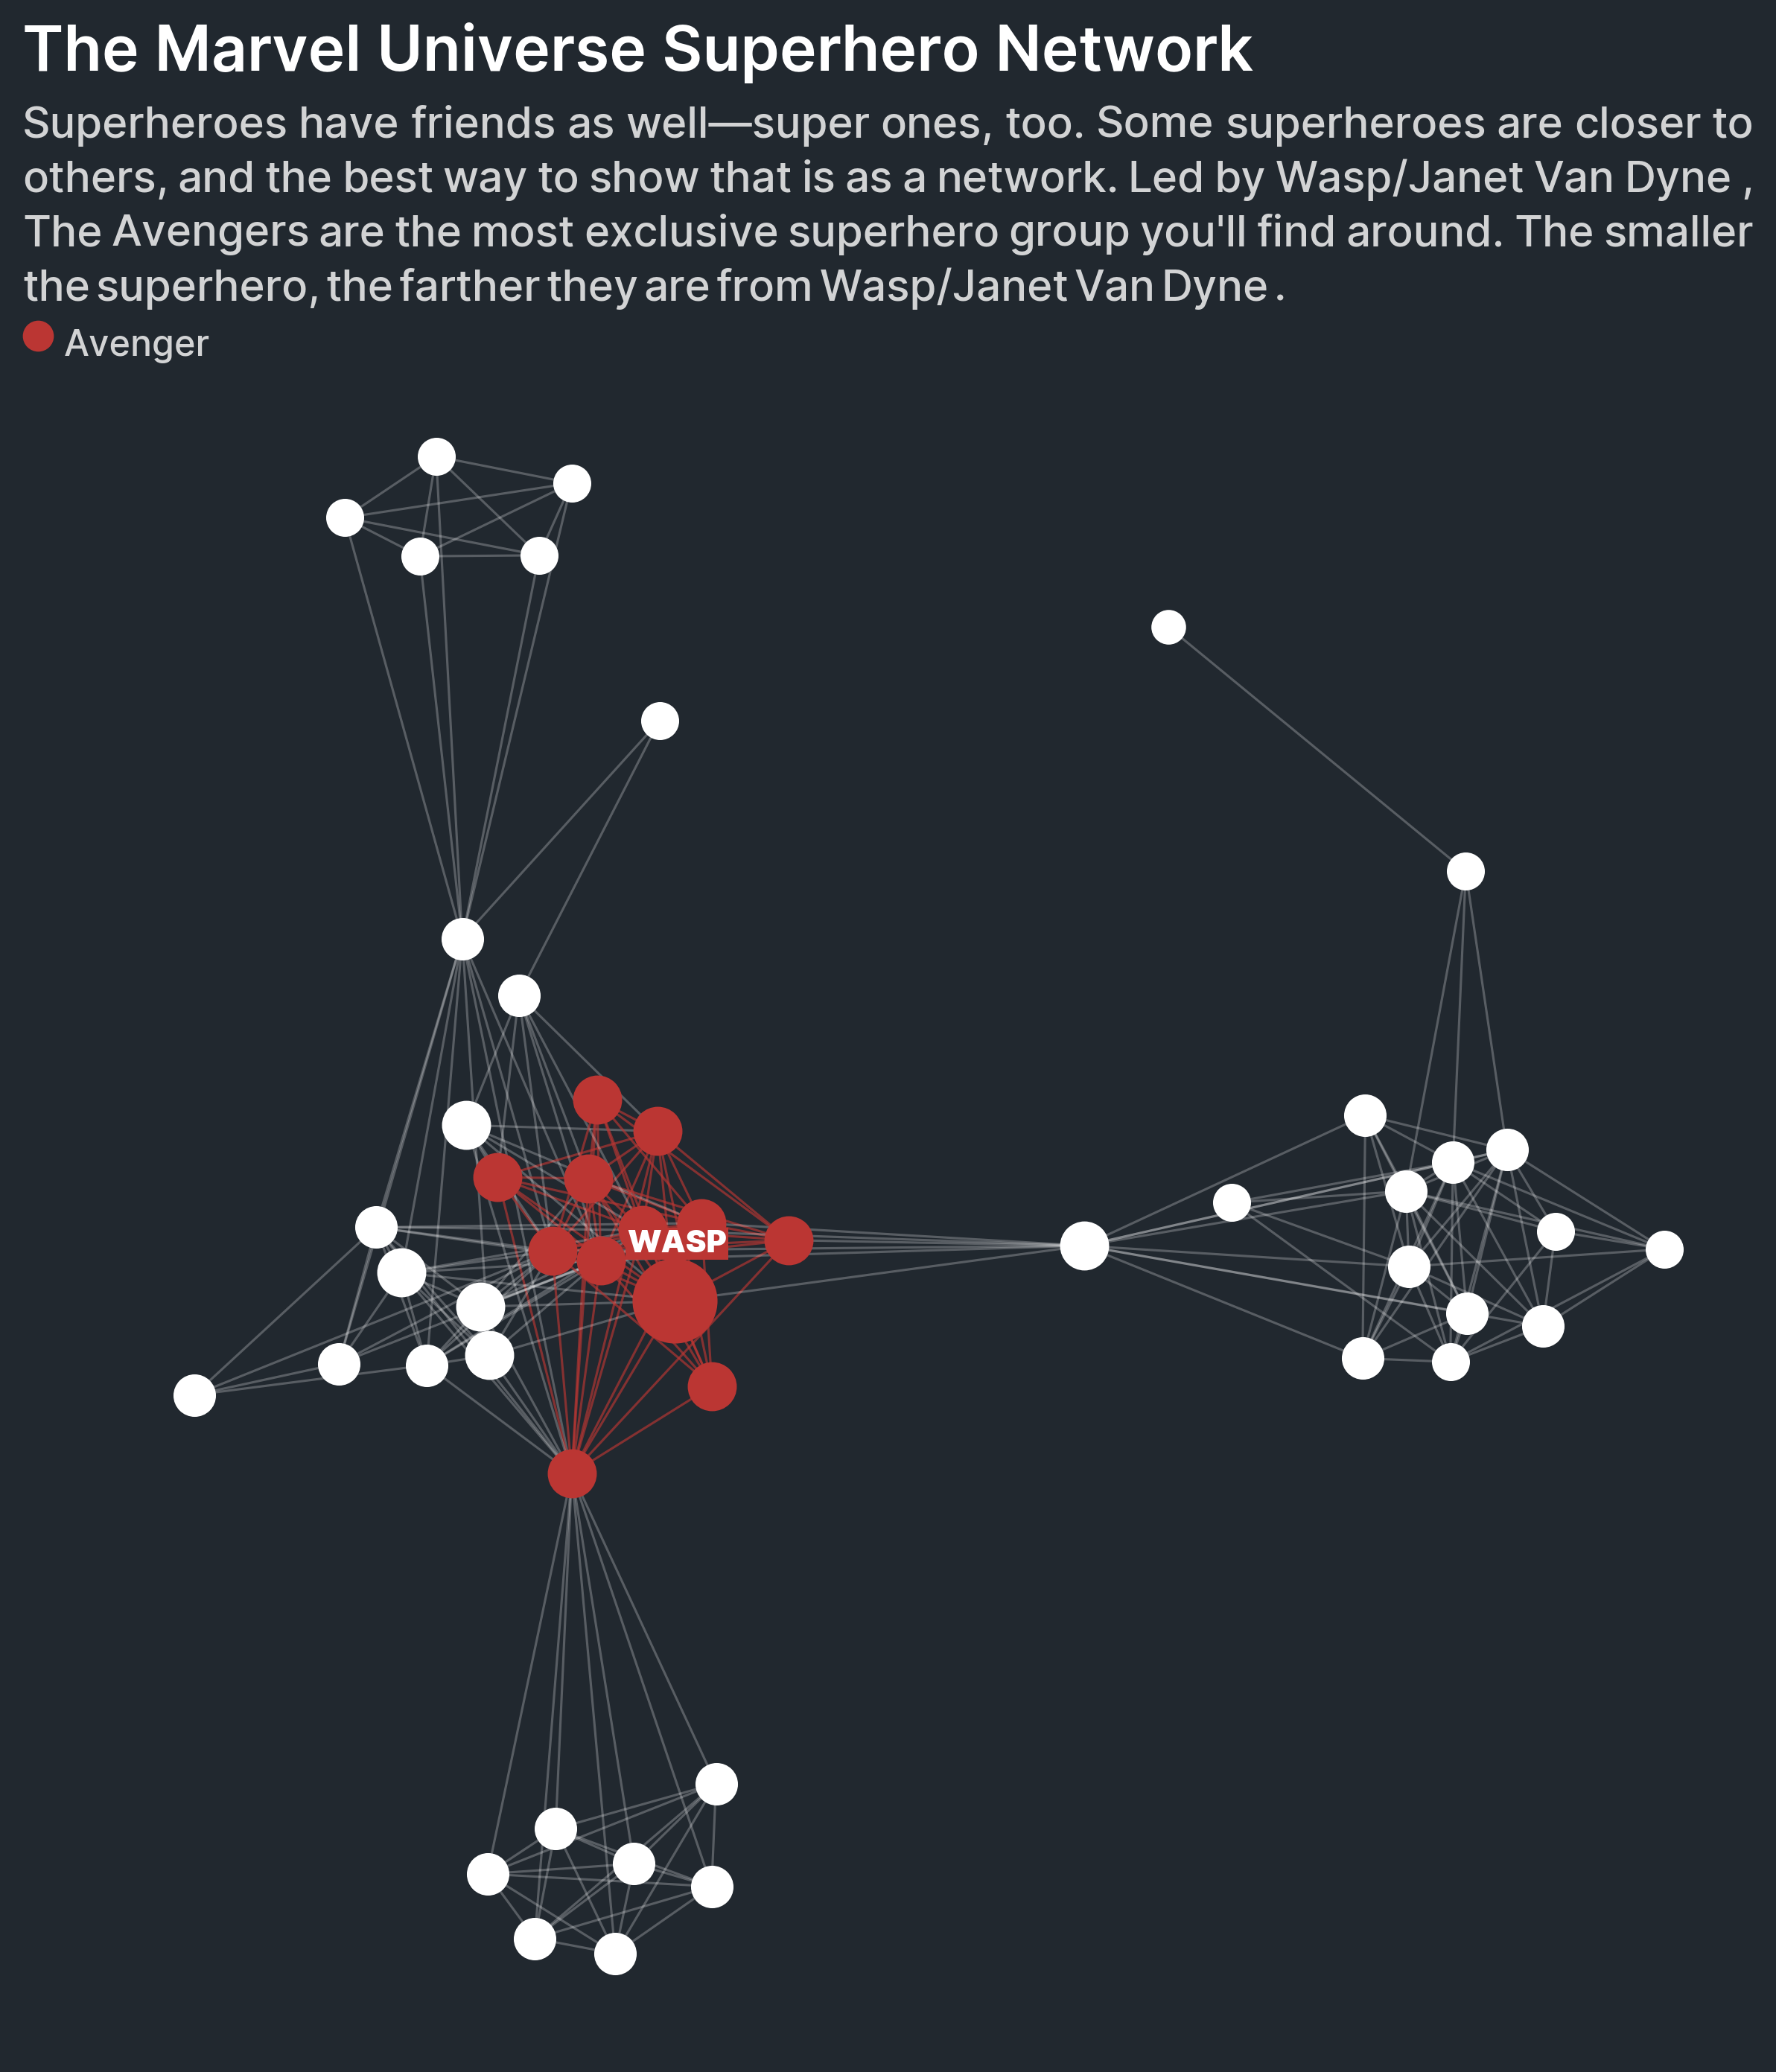 The Marvel Universe Superhero Network
Superheroes have friends as well—super ones, too. Some superheroes are closer to
others, and the best way to show that is as a network. Led by Wasp/Janet Van Dyne ,
The Avengers are the most exclusive superhero group you'll find around. The smaller
the superhero, the farther they are from Wasp/Janet Van Dyne .
Avenger
WASP